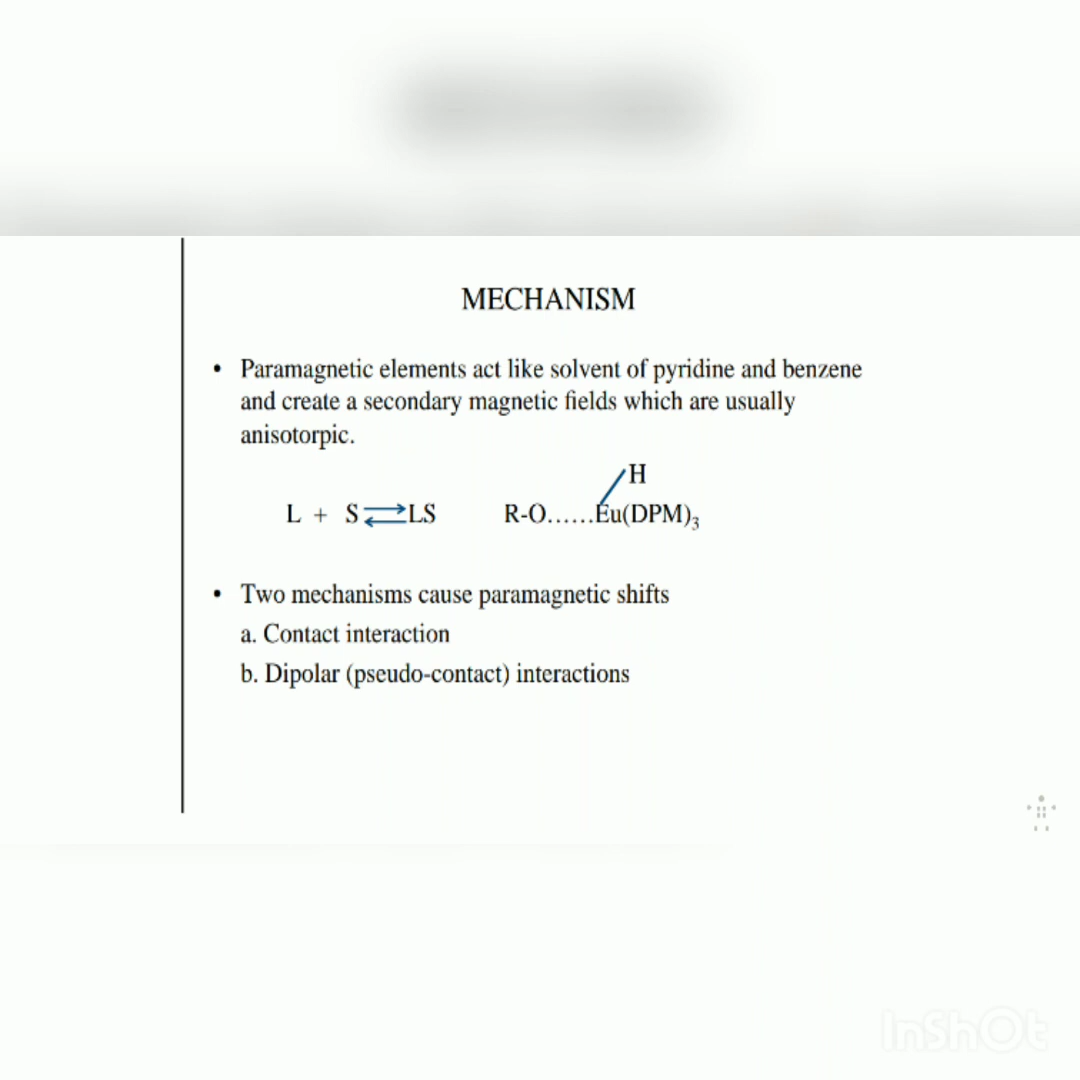 MECHANISM
• Paramagnetic elements act like solvent of pyridine and benzene
and create a secondary magnetic fields which are usually
anisotorpic.
H
L + S⇌LS R-O......Eu(DPM)₃
• Two mechanisms cause paramagnetic shifts
a. Contact interaction
b. Dipolar (pseudo-contact) interactions
InShOt